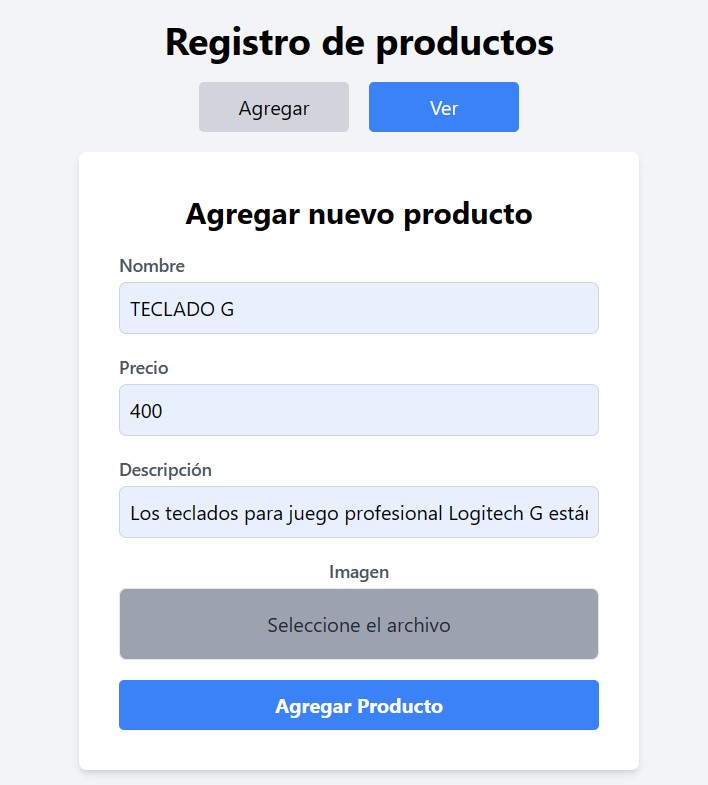 Registro de productos
Agregar
Ver
Agregar nuevo producto
Nombre
TECLADO G
Precio
400
Descripción
Los teclados para juego profesional Logitech G están
Imagen
Seleccione el archivo
Agregar Producto